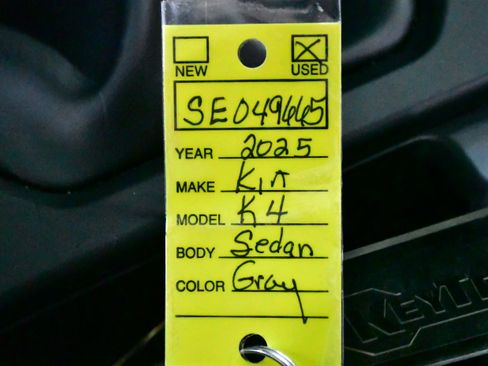 NEW USED
SE049665
YEAR 2025
MAKE KIA
MODEL K4
BODY Sedan
COLOR Gray